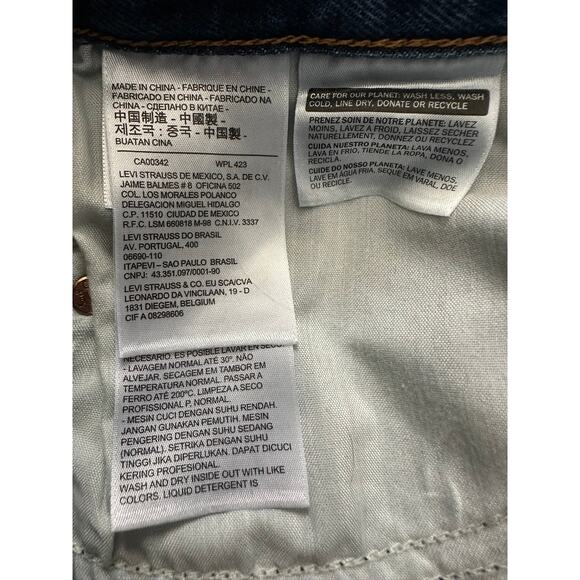 MADE IN CHINA - FABRIQUE EN CHINE -
FABRICADO EN CHINA - FABRICADO NA
CHINA - СДЕЛАНО В КИТАЕ -
中国制造 - 中國製 -
제조국 : 중국 - 中国製 -
BUATAN CINA
CA00342 WPL 423
LEVI STRAUSS DE MEXICO, S.A. DE C.V.
JAIME BALMES # 8 OFICINA 502
COL. LOS MORALES POLANCO
DELEGACION MIGUEL HIDALGO
C.P. 11510 CIUDAD DE MEXICO
R.F.C. LSM 660818 M-98 C.N.I.V. 3337
LEVI STRAUSS DO BRASIL
AV. PORTUGAL, 400
06690-110
ITAPEVI – SAO PAULO – BRASIL
CNPJ: 43.351.097/0001-90
LEVI STRAUSS & CO. EU SCA/CVA
LEONARDO DA VINCILAAN, 19 - D
1831 DIEGEM, BELGIUM
CIF A 08298606
NECESARIO. ES POSIBLE LAVAR EN SECO.
- LAVAGEM NORMAL ATÉ 30º. NÃO
ALVEJAR. SECAGEM EM TAMBOR EM
TEMPERATURA NORMAL. PASSAR A
FERRO ATÉ 200ºC. LIMPEZA A SECO
PROFISSIONAL P. NORMAL.
- MESIN CUCI DENGAN SUHU RENDAH.
JANGAN GUNAKAN PEMUTIH. MESIN
PENGERING DENGAN SUHU SEDANG
(NORMAL). SETRIKA DENGAN SUHU
TINGGI JIKA DIPERLUKAN. DAPAT DICUCI
KERING PROFESIONAL.
WASH AND DRY INSIDE OUT WITH LIKE
COLORS. LIQUID DETERGENT IS
CARE FOR OUR PLANET: WASH LESS, WASH
COLD, LINE DRY, DONATE OR RECYCLE
PRENEZ SOIN DE NOTRE PLANETE: LAVEZ
MOINS, LAVEZ A FROID, LAISSEZ SECHER
NATURELLEMENT, DONNEZ OU RECYCLEZ
CUIDA NUESTRO PLANETA: LAVA MENOS,
LAVA EN FRIO, TIENDE LA ROPA, DONA O
RECICLA.
CUIDE DO NOSSO PLANETA: LAVE MENOS,
LAVE EM ÁGUA FRIA, SEQUE EM VARAL, DOE